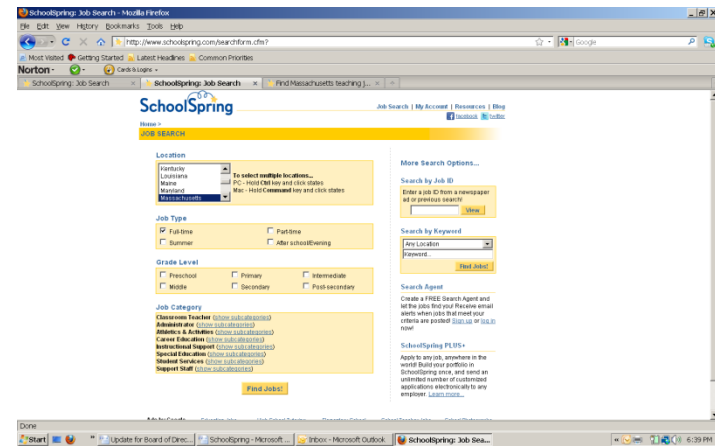 SchoolSpring: Job Search - Mozilla Firefox
File Edit View History Bookmarks Tools Help
http://www.schoolspring.com/searchform.cfm?
Google
Most Visited Getting Started Latest Headlines Common Priorities
Norton - Cards & Logins
SchoolSpring: Job Search
SchoolSpring: Job Search
Find Massachusetts teaching j...
SchoolSpring
Job Search | My Account | Resources | Blog
facebook twitter
Home >
JOB SEARCH
Location
Kentucky
Louisiana
Maine
Maryland
Massachusetts
To select multiple locations...
PC - Hold Ctrl key and click states
Mac - Hold Command key and click states
Job Type
Full-time
Part-time
Summer
After school/Evening
Grade Level
Preschool
Primary
Intermediate
Middle
Secondary
Post-secondary
Job Category
Classroom Teacher (show subcategories)
Administrator (show subcategories)
Athletics & Activities (show subcategories)
Career Education (show subcategories)
Instructional Support (show subcategories)
Special Education (show subcategories)
Student Services (show subcategories)
Support Staff (show subcategories)
Find Jobs!
More Search Options...
Search by Job ID
Enter a job ID from a newspaper
ad or previous search!
View
Search by Keyword
Any Location
Keyword...
Find Jobs!
Search Agent
Create a FREE Search Agent and
let the jobs find you! Receive email
alerts when jobs that meet your
criteria are posted! Sign up or log in
now!
SchoolSpring PLUS+
Apply to any job, anywhere in the
world! Build your portfolio in
SchoolSpring once, and send an
unlimited number of customized
applications electronically to any
employer. Learn more...
Done
Start
Update for Board of Direc...
SchoolSpring - Microsoft ...
Inbox - Microsoft Outlook
SchoolSpring: Job Sea...
6:39 PM